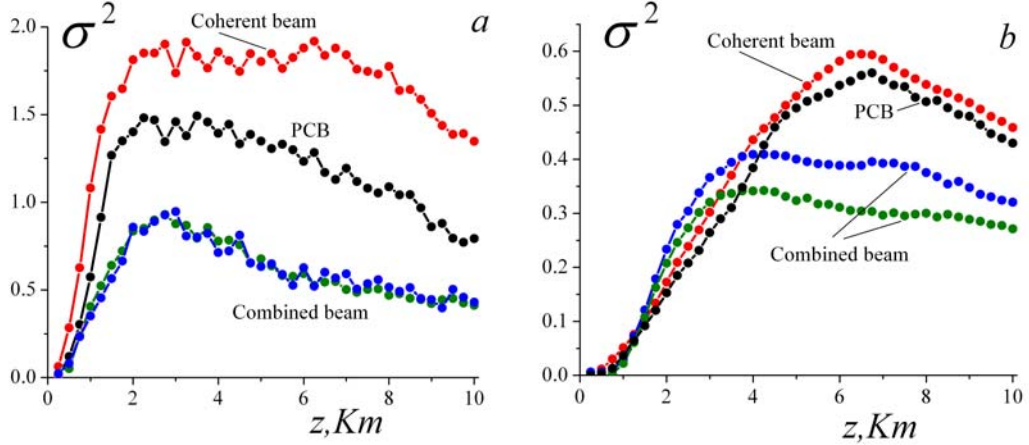 σ²
a
Coherent beam
PCB
Combined beam
2.0
1.5
1.0
0.5
0.0
0 2 4 6 8 10
z,Km
σ²
b
Coherent beam
PCB
Combined beam
0.6
0.5
0.4
0.3
0.2
0.1
0.0
0 2 4 6 8 10
z,Km